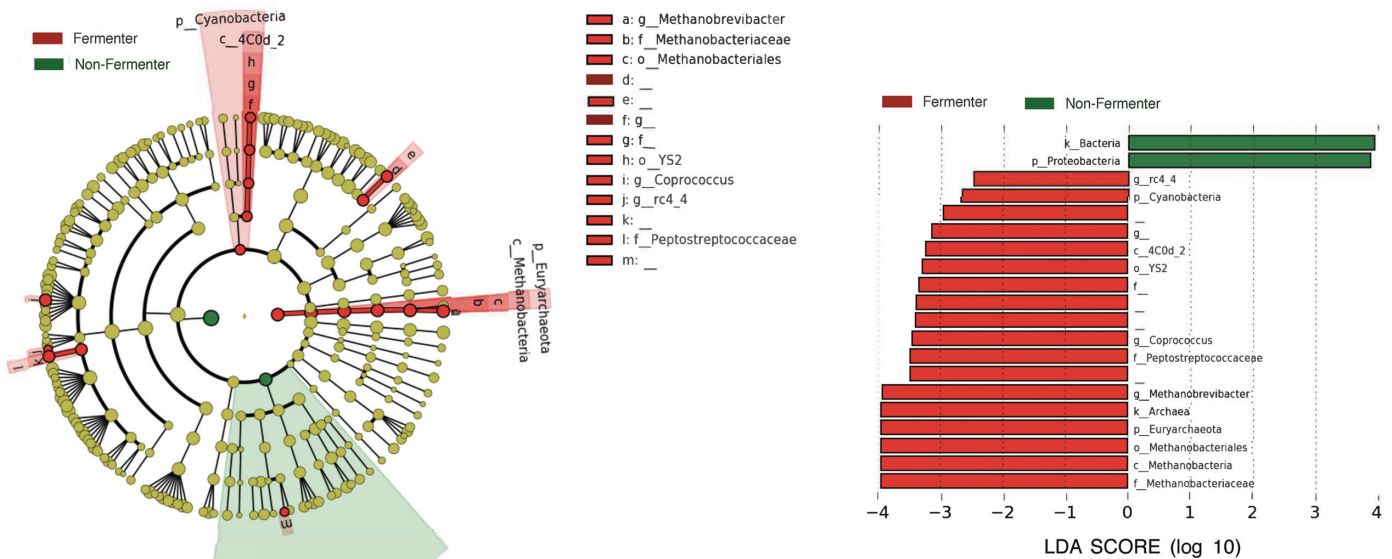 p__Cyanobacteria
c__4C0d_2
h
g
f
Fermenter
Non-Fermenter
e
d
p__Euryarchaeota
c__Methanobacteria
c
b
a
j
i
k
l
m
a: g__Methanobrevibacter
b: f__Methanobacteriaceae
c: o__Methanobacteriales
d: __
e: __
f: g__
g: f__
h: o__YS2
i: g__Coprococcus
j: g__rc4_4
k: __
l: f__Peptostreptococcaceae
m: __
Fermenter
Non-Fermenter
k__Bacteria
p__Proteobacteria
g__rc4_4
p__Cyanobacteria
__
g__
c__4C0d_2
o__YS2
f__
__
__
g__Coprococcus
f__Peptostreptococcaceae
__
g__Methanobrevibacter
k__Archaea
p__Euryarchaeota
o__Methanobacteriales
c__Methanobacteria
f__Methanobacteriaceae
−4 −3 −2 −1 0 1 2 3 4
LDA SCORE (log 10)